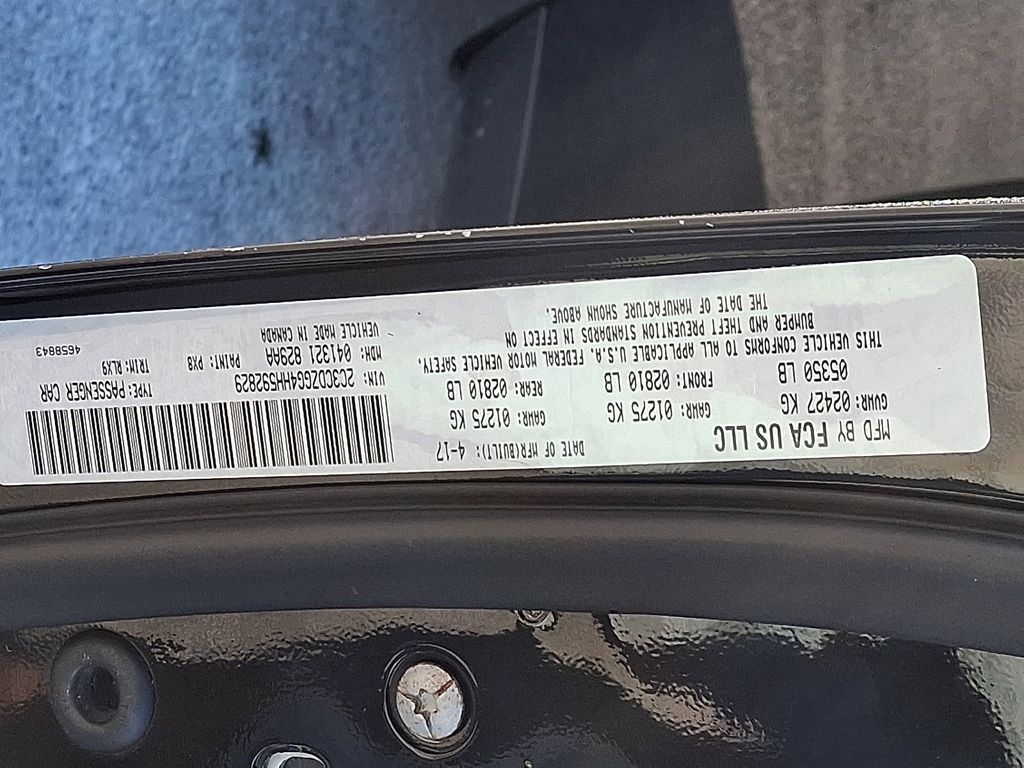 MFD BY FCA US LLC
DATE OF MFR(BUILT): 4-17
GVWR: 02427 KG
05350 LB
GAWR: 01275 KG
FRONT: 02810 LB
GAWR: 01275 KG
REAR: 02810 LB
THIS VEHICLE CONFORMS TO ALL APPLICABLE U.S.A. FEDERAL MOTOR VEHICLE SAFETY,
BUMPER AND THEFT PREVENTION STANDARDS IN EFFECT ON
THE DATE OF MANUFACTURE SHOWN ABOVE.
VIN: 2C3CDZGG4HH592829
TYPE: PASSENGER CAR
MDH: 041321 829AA
PAINT: PX8
TRIM: RLX9
VEHICLE MADE IN CANADA
4658843